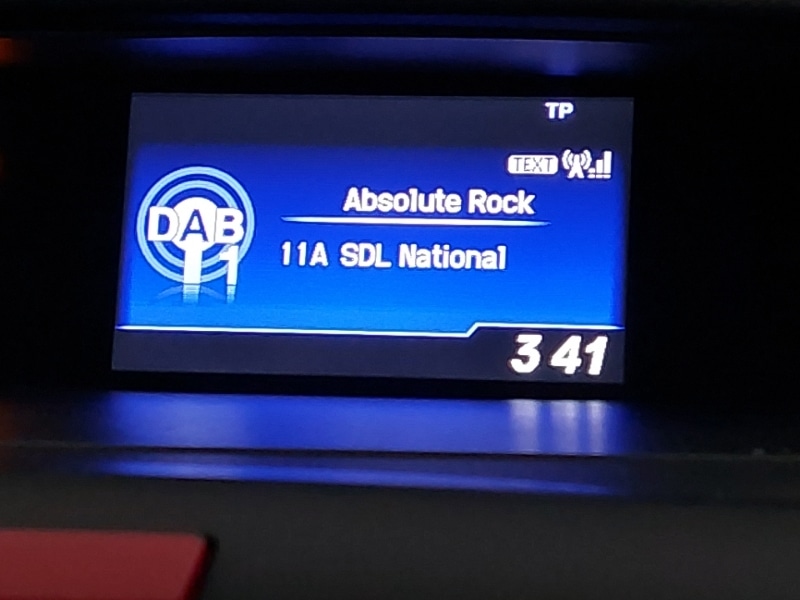 TP
TEXT
DAB
1
Absolute Rock
11A SDL National
3 41